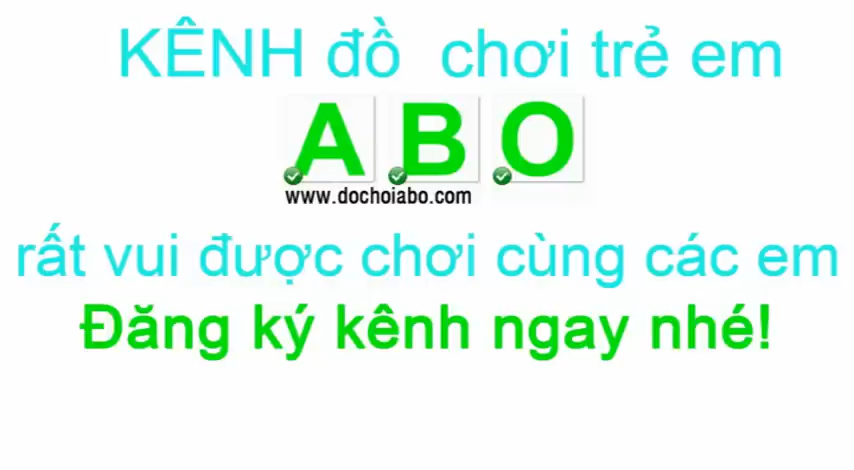 KÊNH đồ chơi trẻ em
ABO
www.dochoiabo.com
rất vui được chơi cùng các em
Đăng ký kênh ngay nhé!